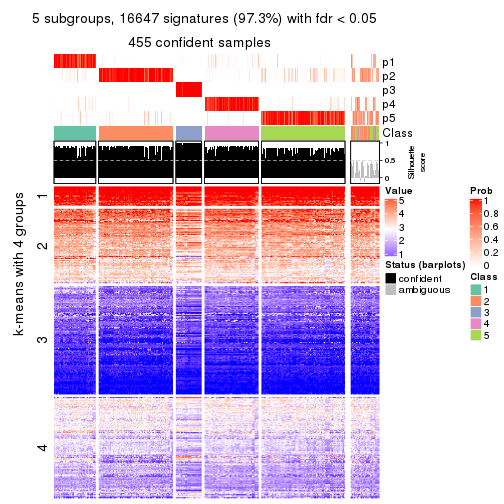 5 subgroups, 16647 signatures (97.3%) with fdr < 0.05
455 confident samples
p1
p2
p3
p4
p5
Class
1
0.5
0
Silhouette
score
k-means with 4 groups
1
2
3
4
Value
5
4
3
2
1
Status (barplots)
confident
ambiguous
Prob
1
0.8
0.6
0.4
0.2
0
Class
1
2
3
4
5